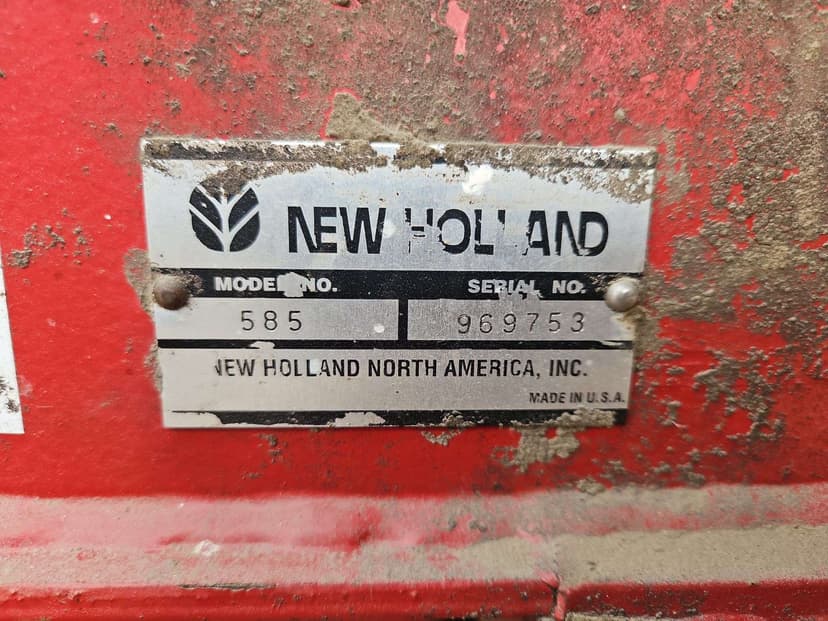 NEW HOLLAND
MODEL NO. SERIAL NO.
585 969753
NEW HOLLAND NORTH AMERICA, INC.
MADE IN U.S.A.